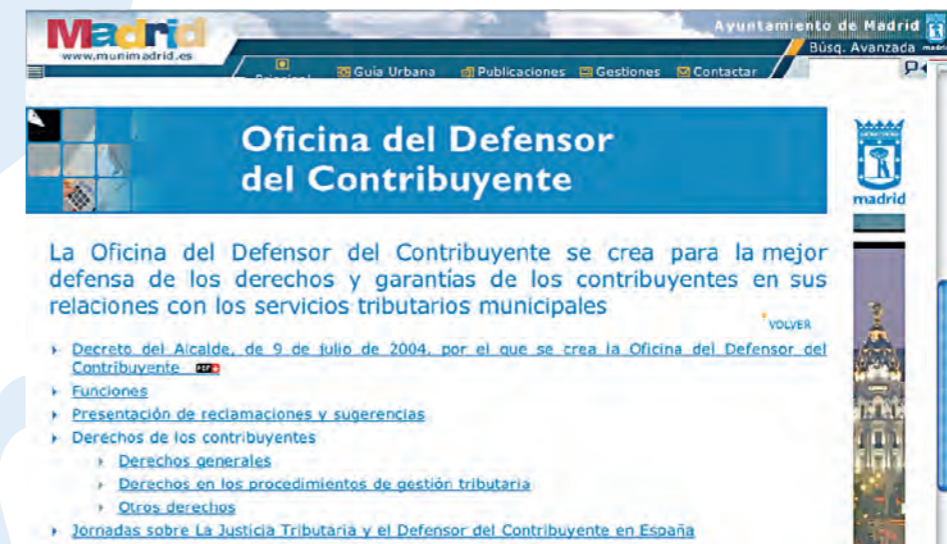 Madrid
www.munimadrid.es
Ayuntamiento de Madrid
Búsq. Avanzada
Guía Urbana Publicaciones Gestiones Contactar
Oficina del Defensor
del Contribuyente
madrid
La Oficina del Defensor del Contribuyente se crea para la mejor
defensa de los derechos y garantías de los contribuyentes en sus
relaciones con los servicios tributarios municipales
VOLVER
Decreto del Alcalde, de 9 de julio de 2004, por el que se crea la Oficina del Defensor del
Contribuyente PDF
Funciones
Presentación de reclamaciones y sugerencias
Derechos de los contribuyentes
Derechos generales
Derechos en los procedimientos de gestión tributaria
Otros derechos
Jornadas sobre La Justicia Tributaria y el Defensor del Contribuyente en España